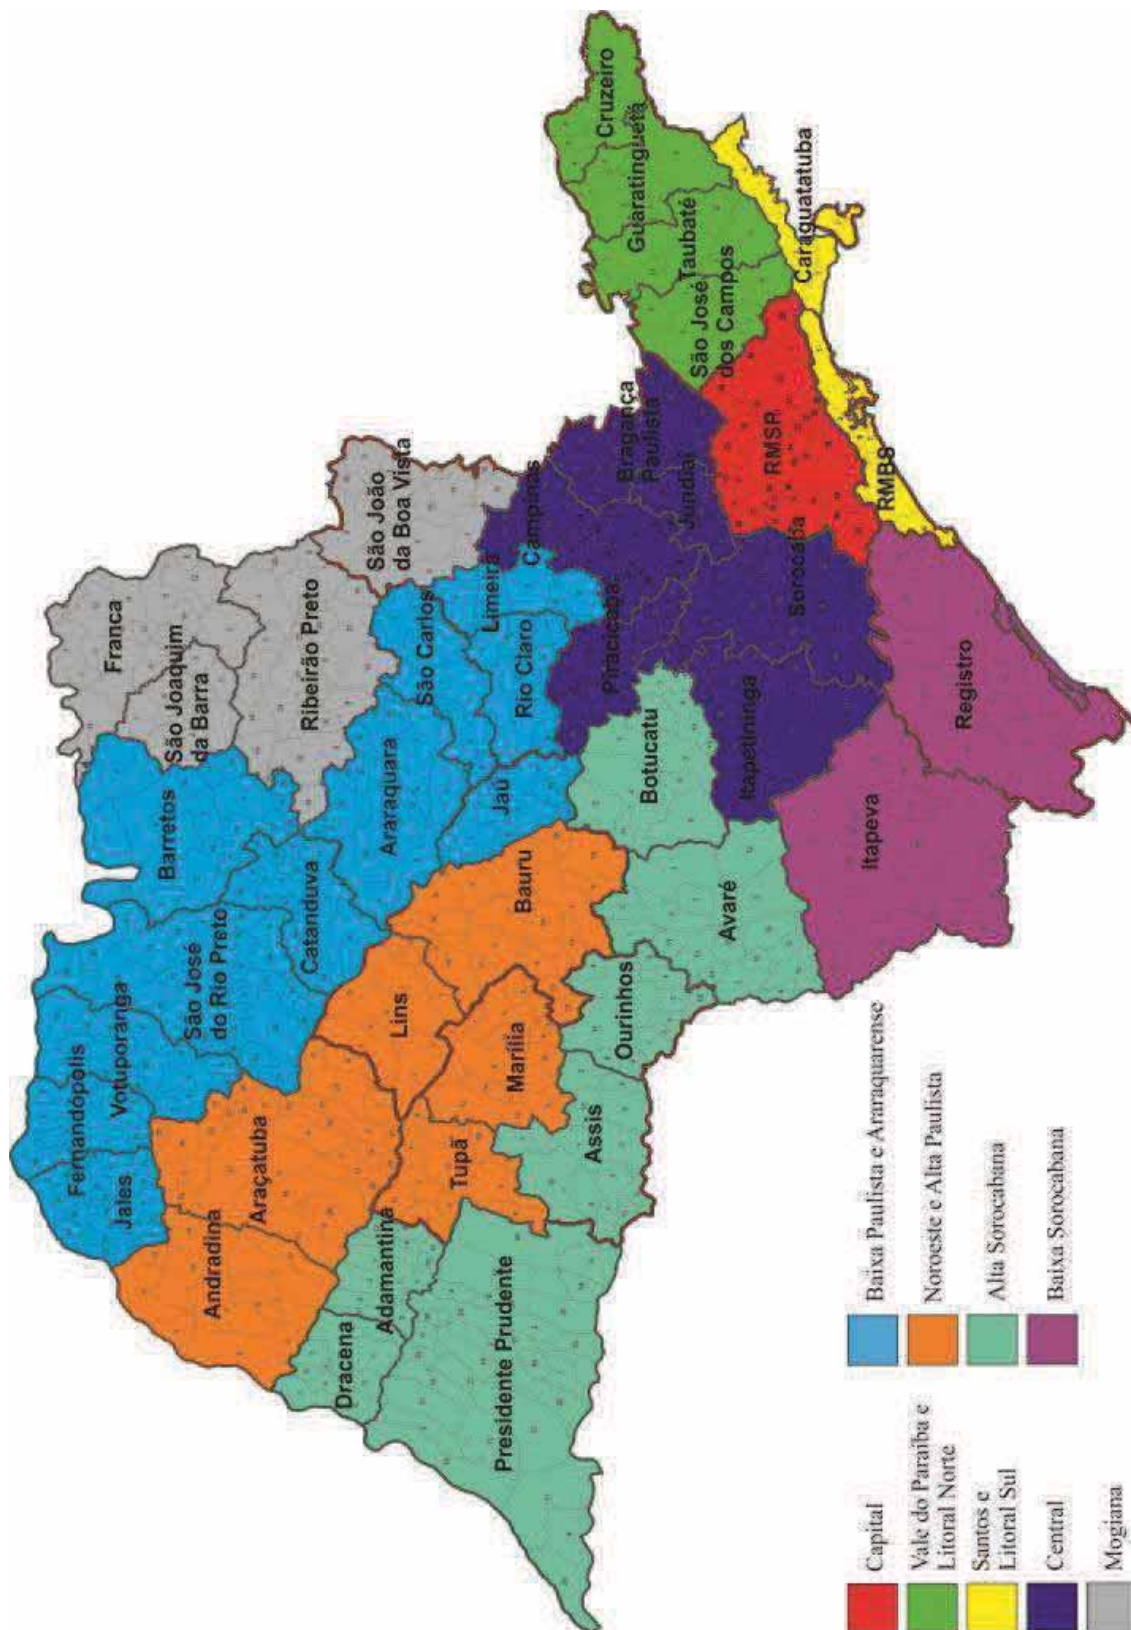 Franca
São Joaquim
da Barra
Ribeirão Preto
São João
da Boa Vista
Barretos
Fernandópolis
Votuporanga
Jales
São José
do Rio Preto
Catanduva
Araraquara
São Carlos
Jaú
Rio Claro
Limeira
Andradina
Araçatuba
Lins
Bauru
Tupã
Marília
Dracena
Adamantina
Presidente Prudente
Assis
Ourinhos
Avaré
Botucatu
Piracicaba
Campinas
Bragança
Paulista
Jundiaí
Sorocaba
Itapetininga
Itapeva
Registro
RMSP
RMBS
São José
dos Campos
Taubaté
Guaratinguetá
Cruzeiro
Caraguatatuba
Capital
Vale do Paraíba e
Litoral Norte
Santos e
Litoral Sul
Central
Mogiana
Baixa Paulista e Araraquarense
Noroeste e Alta Paulista
Alta Sorocabana
Baixa Sorocabana